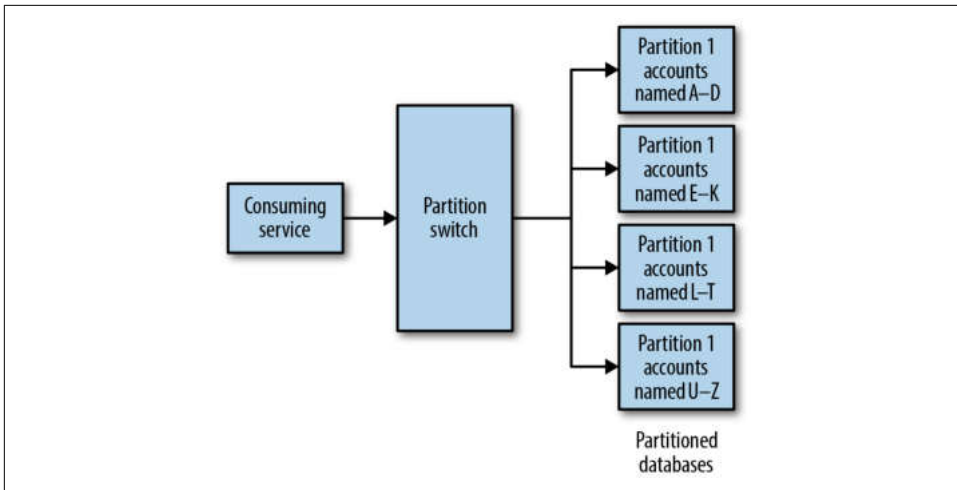 Consuming
service
Partition
switch
Partition 1
accounts
named A–D
Partition 1
accounts
named E–K
Partition 1
accounts
named L–T
Partition 1
accounts
named U–Z
Partitioned
databases